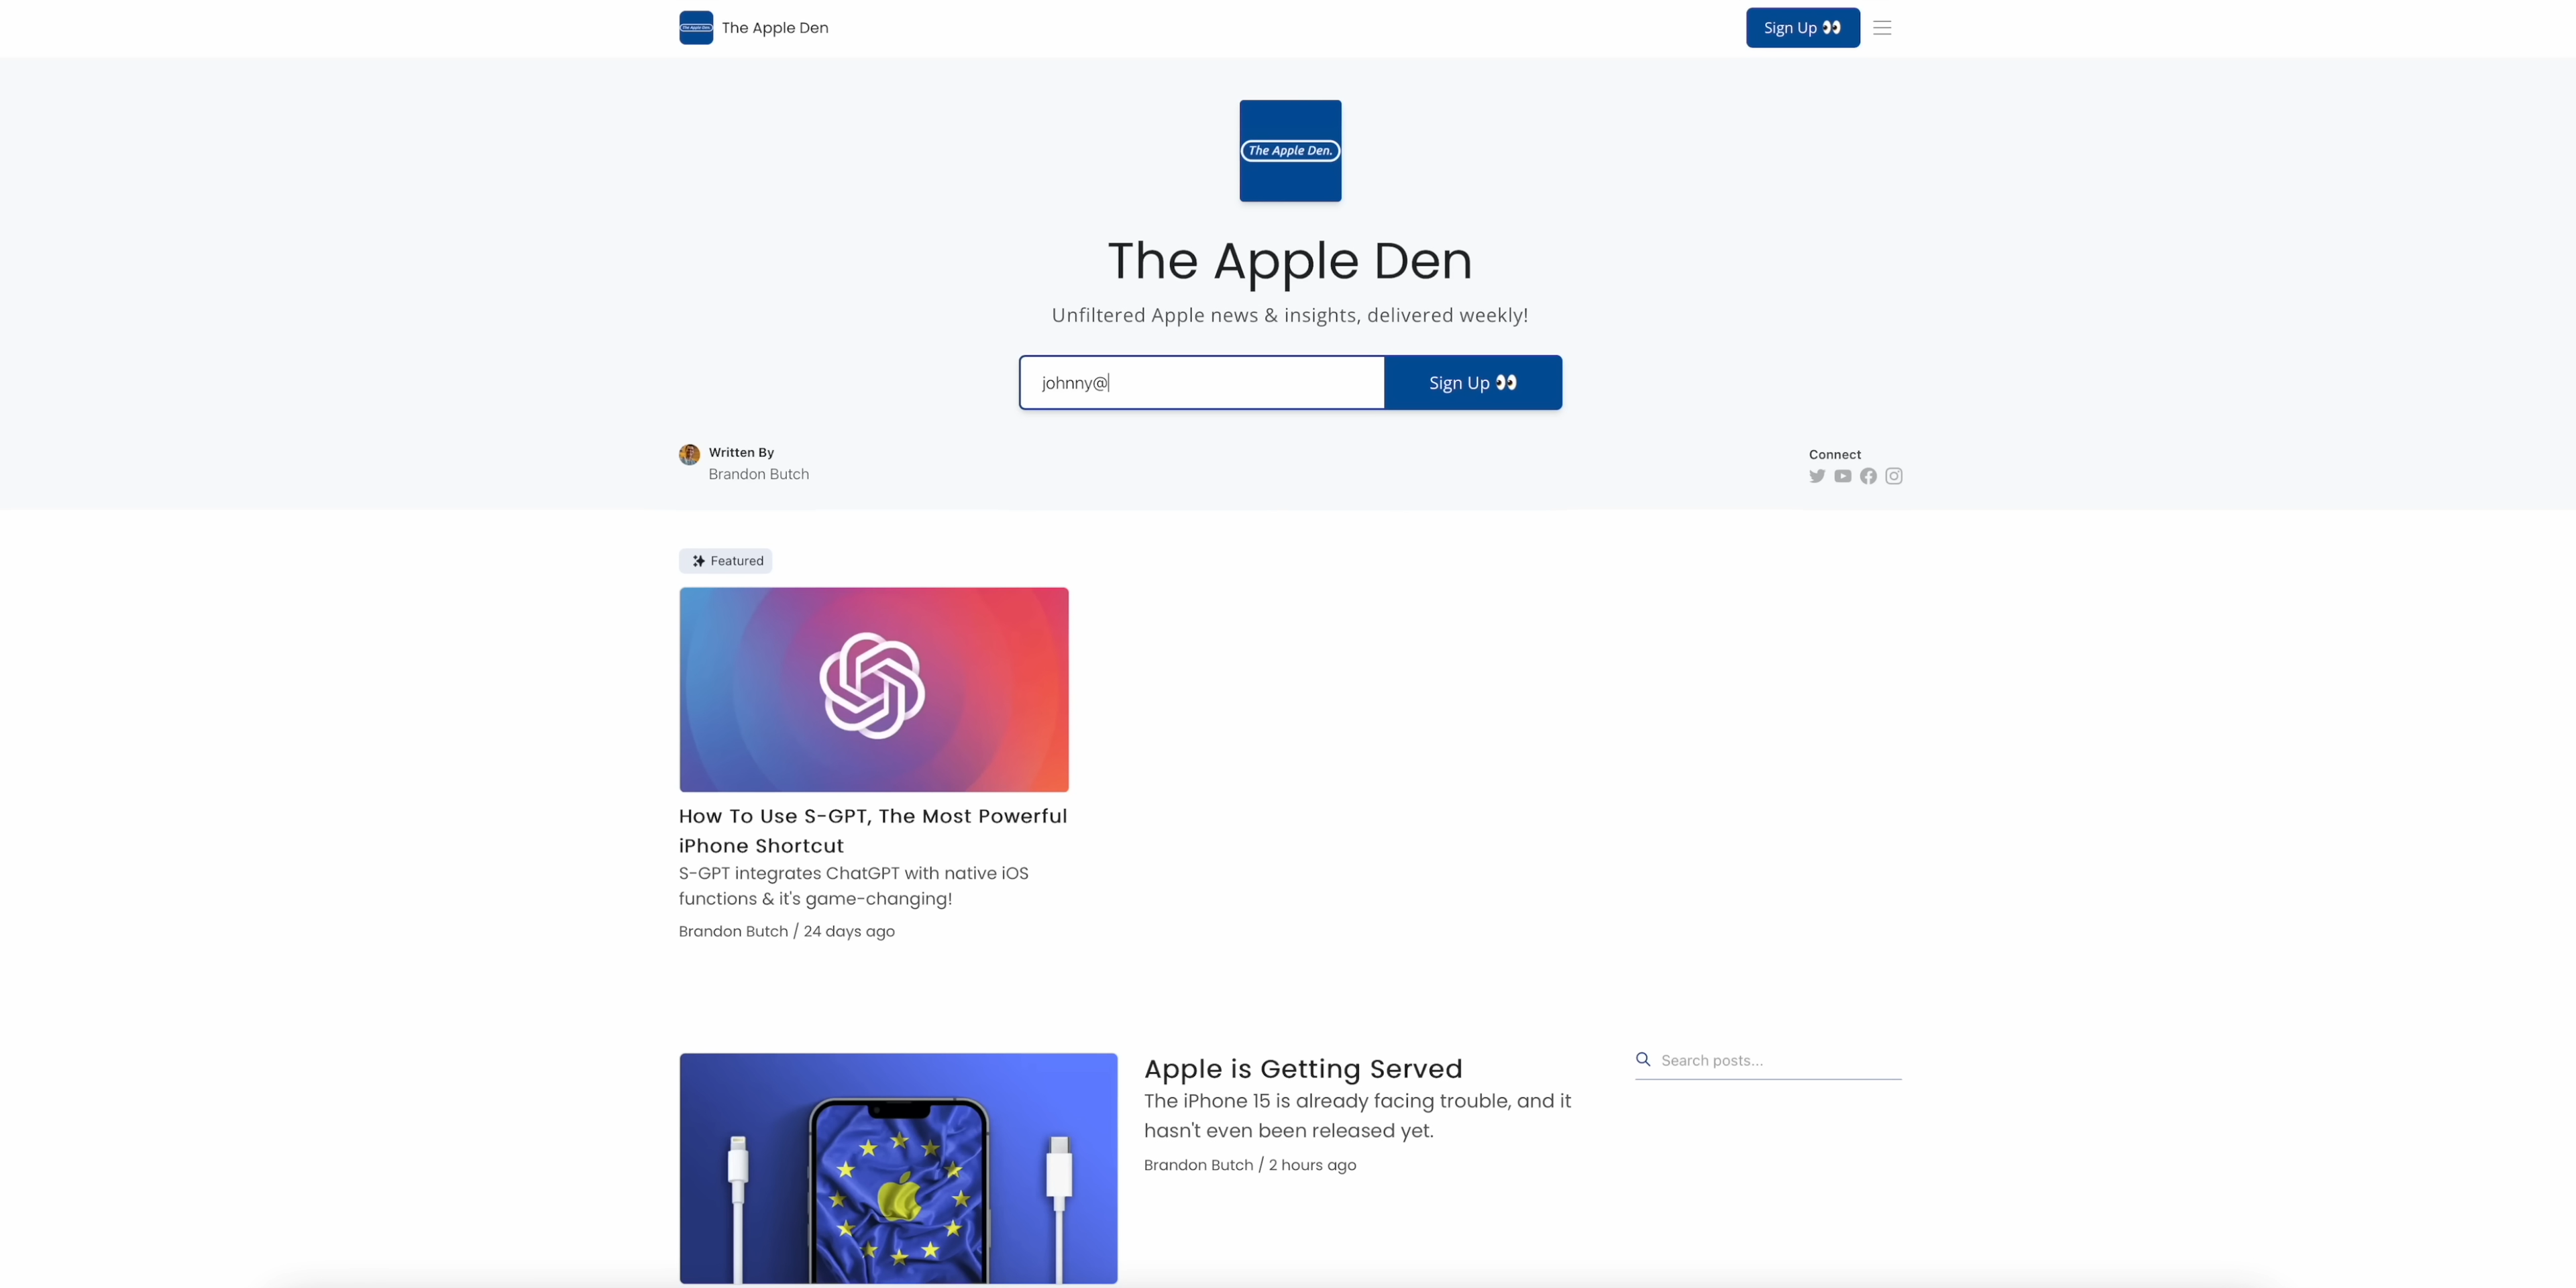 The Apple Den.
The Apple Den
Sign Up 👀
The Apple Den.
The Apple Den
Unfiltered Apple news & insights, delivered weekly!
johnny@
Sign Up 👀
Written By
Brandon Butch
Connect
Featured
How To Use S-GPT, The Most Powerful
iPhone Shortcut
S-GPT integrates ChatGPT with native iOS
functions & it's game-changing!
Brandon Butch / 24 days ago
Apple is Getting Served
The iPhone 15 is already facing trouble, and it
hasn't even been released yet.
Brandon Butch / 2 hours ago
Search posts...